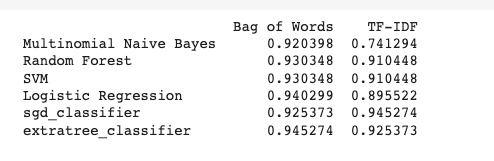 Bag of Words TF-IDF
Multinomial Naive Bayes 0.920398 0.741294
Random Forest 0.930348 0.910448
SVM 0.930348 0.910448
Logistic Regression 0.940299 0.895522
sgd_classifier 0.925373 0.945274
extratree_classifier 0.945274 0.925373